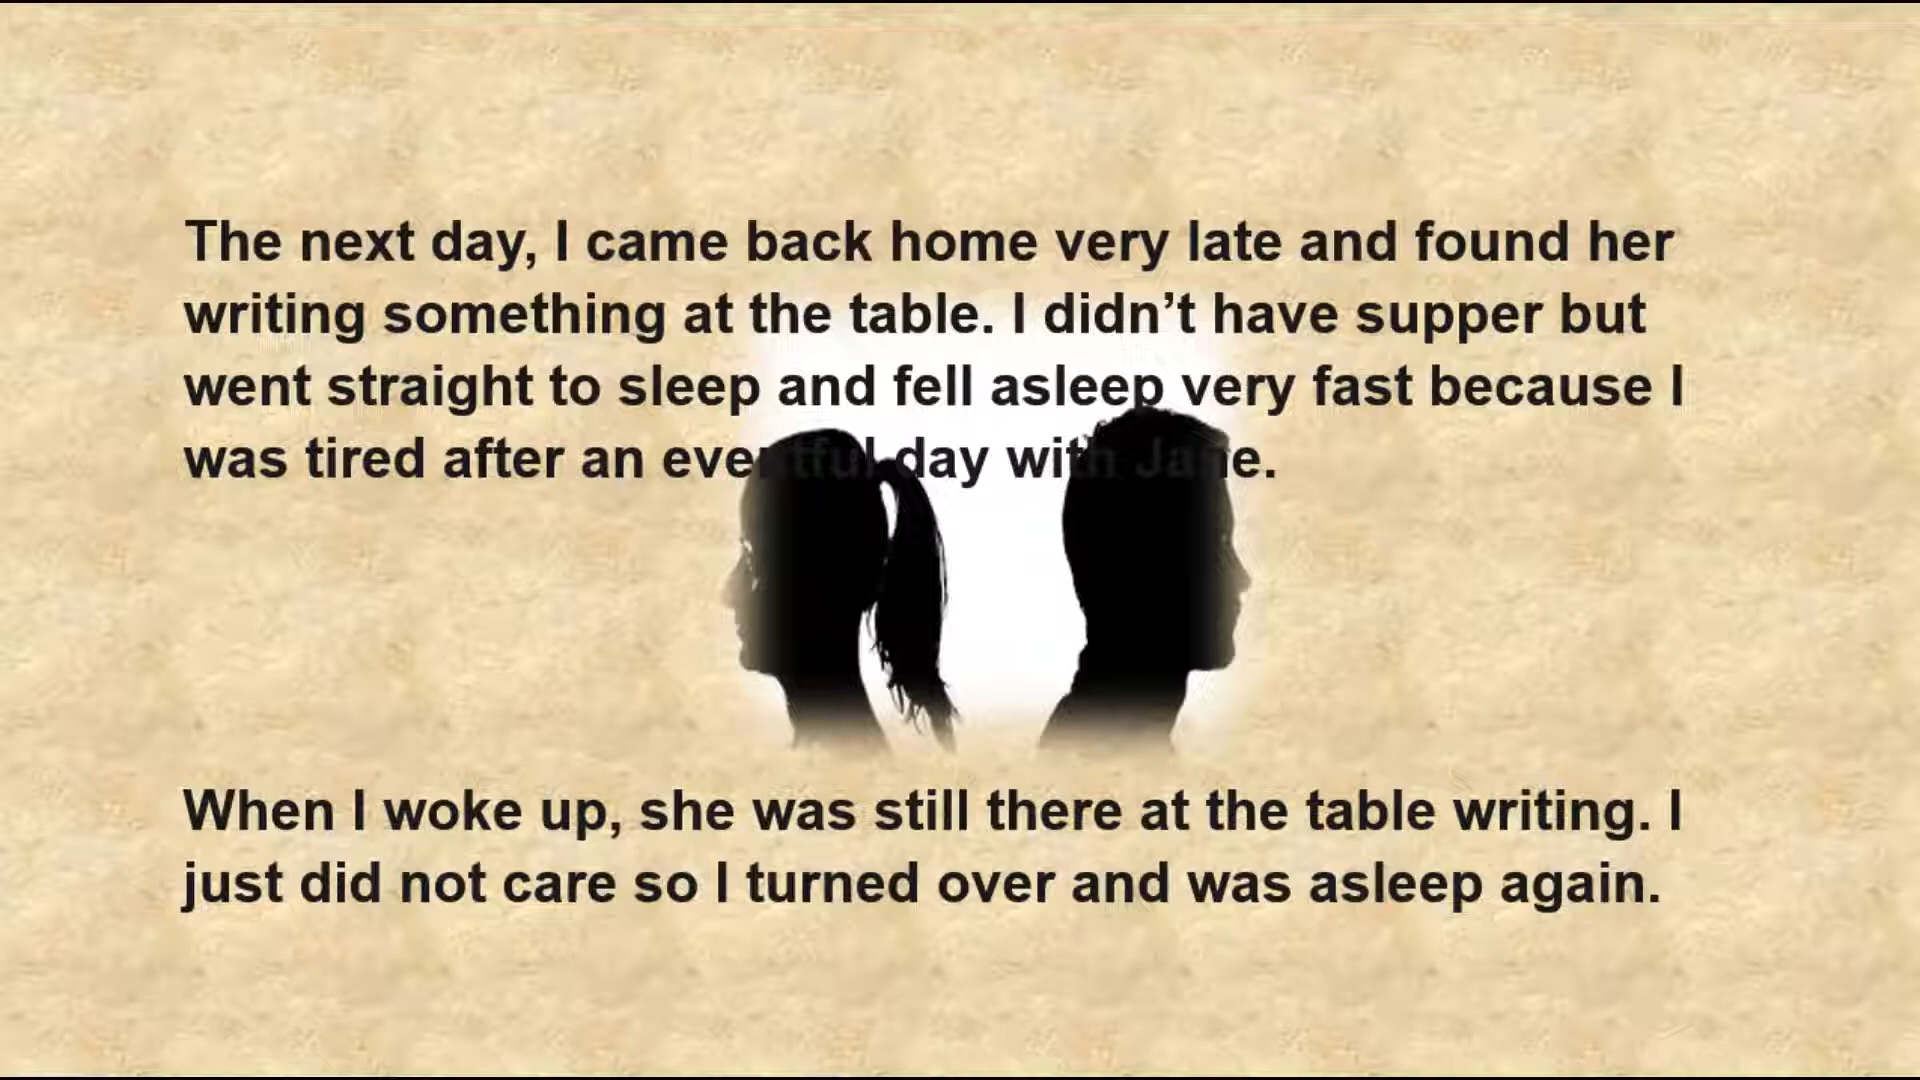 The next day, I came back home very late and found her
writing something at the table. I didn’t have supper but
went straight to sleep and fell asleep very fast because I
was tired after an eventful day with Jane.
When I woke up, she was still there at the table writing. I
just did not care so I turned over and was asleep again.